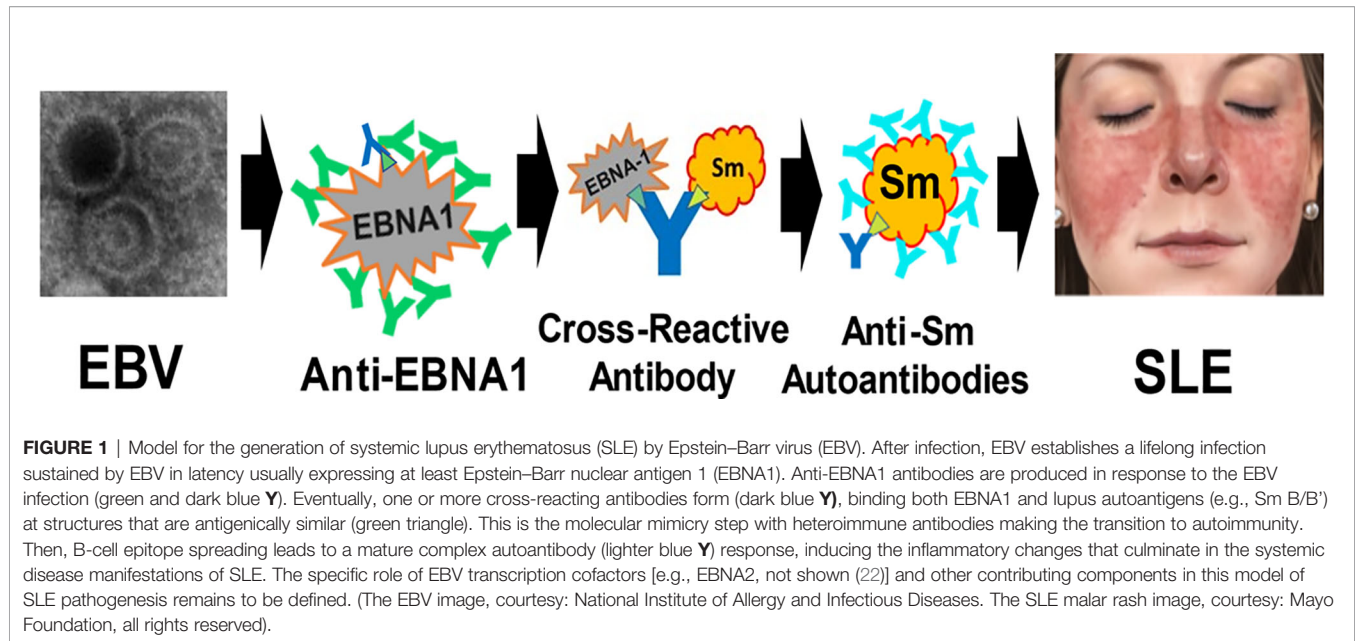 EBNA1
EBNA-1
Sm
Sm
EBV
Anti-EBNA1
Cross-Reactive
Antibody
Anti-Sm
Autoantibodies
SLE
FIGURE 1 | Model for the generation of systemic lupus erythematosus (SLE) by Epstein–Barr virus (EBV). After infection, EBV establishes a lifelong infection
sustained by EBV in latency usually expressing at least Epstein–Barr nuclear antigen 1 (EBNA1). Anti-EBNA1 antibodies are produced in response to the EBV
infection (green and dark blue Y). Eventually, one or more cross-reacting antibodies form (dark blue Y), binding both EBNA1 and lupus autoantigens (e.g., Sm B/B’)
at structures that are antigenically similar (green triangle). This is the molecular mimicry step with heteroimmune antibodies making the transition to autoimmunity.
Then, B-cell epitope spreading leads to a mature complex autoantibody (lighter blue Y) response, inducing the inflammatory changes that culminate in the systemic
disease manifestations of SLE. The specific role of EBV transcription cofactors [e.g., EBNA2, not shown (22)] and other contributing components in this model of
SLE pathogenesis remains to be defined. (The EBV image, courtesy: National Institute of Allergy and Infectious Diseases. The SLE malar rash image, courtesy: Mayo
Foundation, all rights reserved).